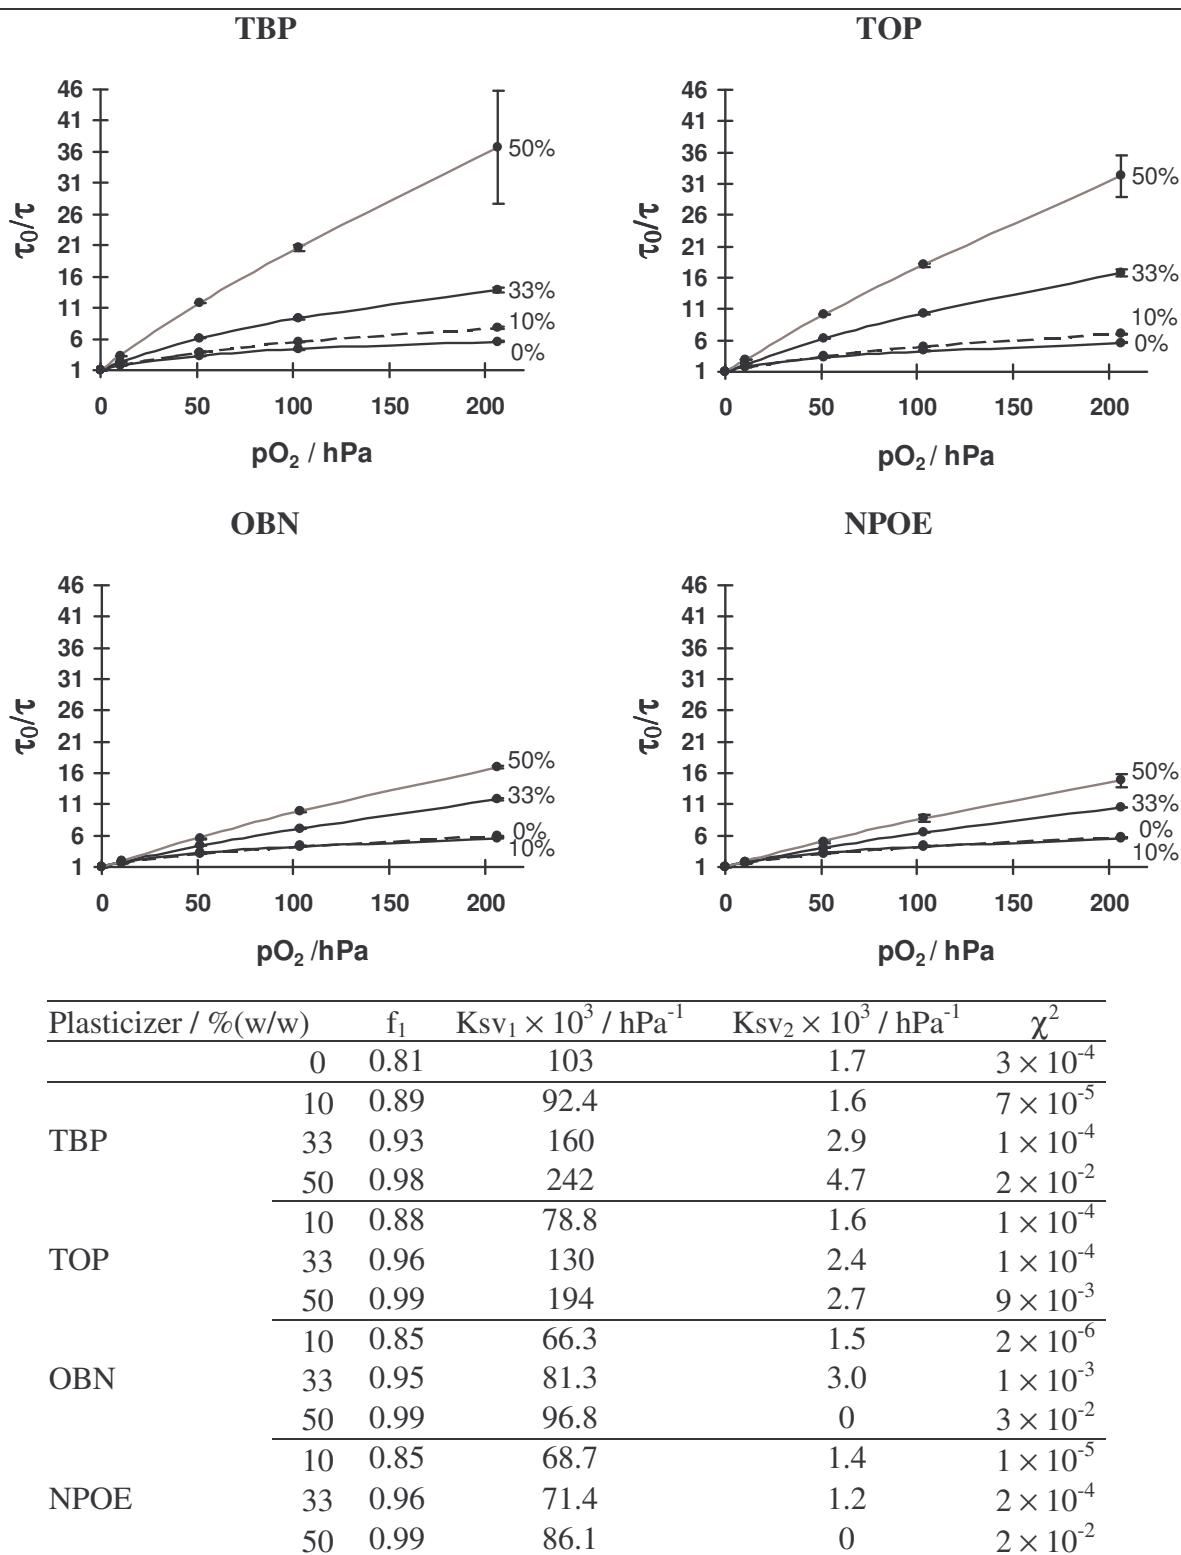 TBP
46
41
36
31
26
21
16
11
6
1
τ₀/τ
50%
33%
10%
0%
0 50 100 150 200
pO₂ / hPa
TOP
46
41
36
31
26
21
16
11
6
1
τ₀/τ
50%
33%
10%
0%
0 50 100 150 200
pO₂ / hPa
OBN
46
41
36
31
26
21
16
11
6
1
τ₀/τ
50%
33%
0%
10%
0 50 100 150 200
pO₂ /hPa
NPOE
46
41
36
31
26
21
16
11
6
1
τ₀/τ
50%
33%
0%
10%
0 50 100 150 200
pO₂ / hPa
Plasticizer / %(w/w) f₁ Ksv₁ × 10³ / hPa⁻¹ Ksv₂ × 10³ / hPa⁻¹ χ²
0 0.81 103 1.7 3 × 10⁻⁴
10 0.89 92.4 1.6 7 × 10⁻⁵
TBP 33 0.93 160 2.9 1 × 10⁻⁴
50 0.98 242 4.7 2 × 10⁻²
10 0.88 78.8 1.6 1 × 10⁻⁴
TOP 33 0.96 130 2.4 1 × 10⁻⁴
50 0.99 194 2.7 9 × 10⁻³
10 0.85 66.3 1.5 2 × 10⁻⁶
OBN 33 0.95 81.3 3.0 1 × 10⁻³
50 0.99 96.8 0 3 × 10⁻²
10 0.85 68.7 1.4 1 × 10⁻⁵
NPOE 33 0.96 71.4 1.2 2 × 10⁻⁴
50 0.99 86.1 0 2 × 10⁻²